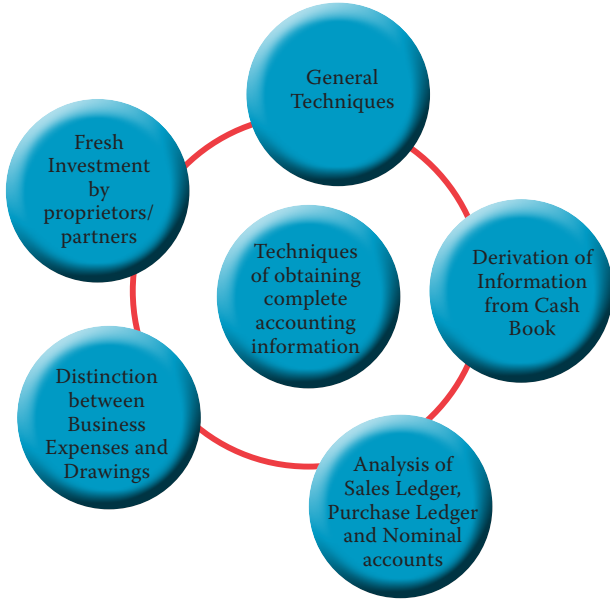 General
Techniques
Fresh
Investment
by
proprietors/
partners
Techniques
of obtaining
complete
accounting
information
Derivation of
Information
from Cash
Book
Distinction
between
Business
Expenses and
Drawings
Analysis of
Sales Ledger,
Purchase Ledger
and Nominal
accounts